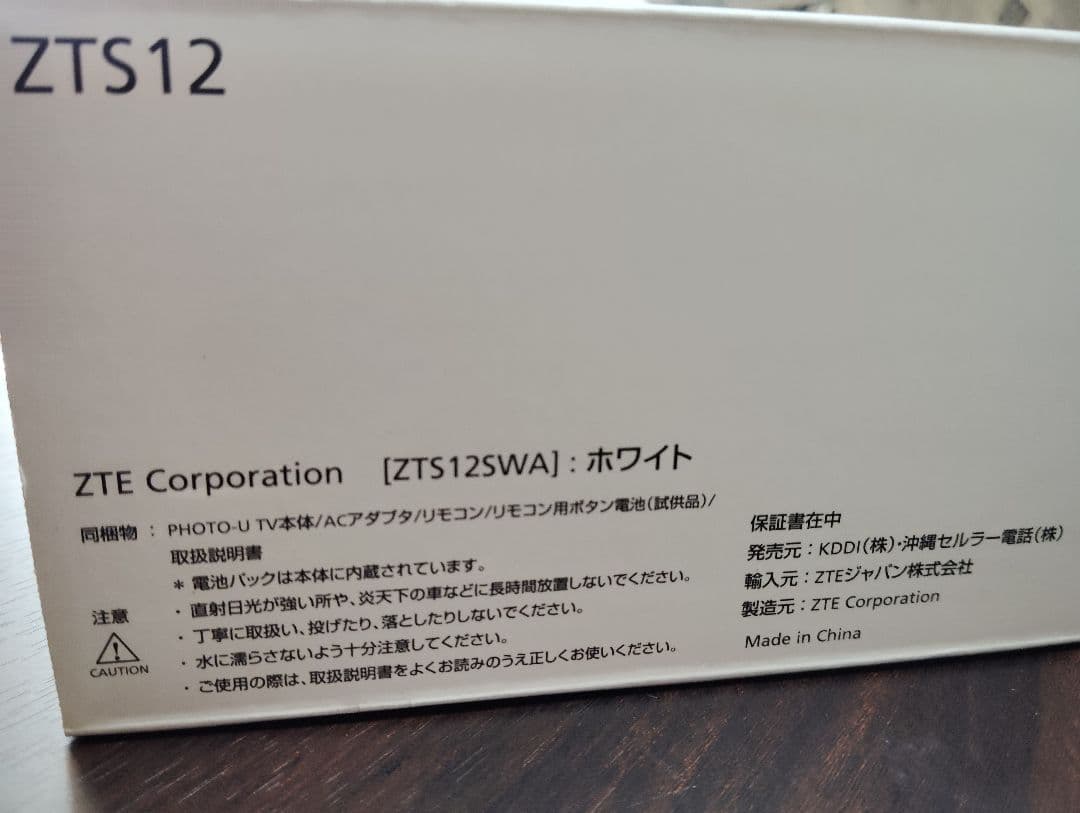 ZTS12
ZTE Corporation [ZTS12SWA]:ホワイト
同梱物 : PHOTO-U TV本体/ACアダプタ/リモコン/リモコン用ボタン電池(試供品)/
取扱説明書
* 電池パックは本体に内蔵されています。
注意
CAUTION
・直射日光が強い所や、炎天下の車などに長時間放置しないでください。
・丁寧に取扱い、投げたり、落としたりしないでください。
・水に濡らさないよう十分注意してください。
・ご使用の際は、取扱説明書をよくお読みのうえ正しくお使いください。
保証書在中
発売元:KDDI(株)・沖縄セルラー電話(株)
輸入元:ZTEジャパン株式会社
製造元:ZTE Corporation
Made in China